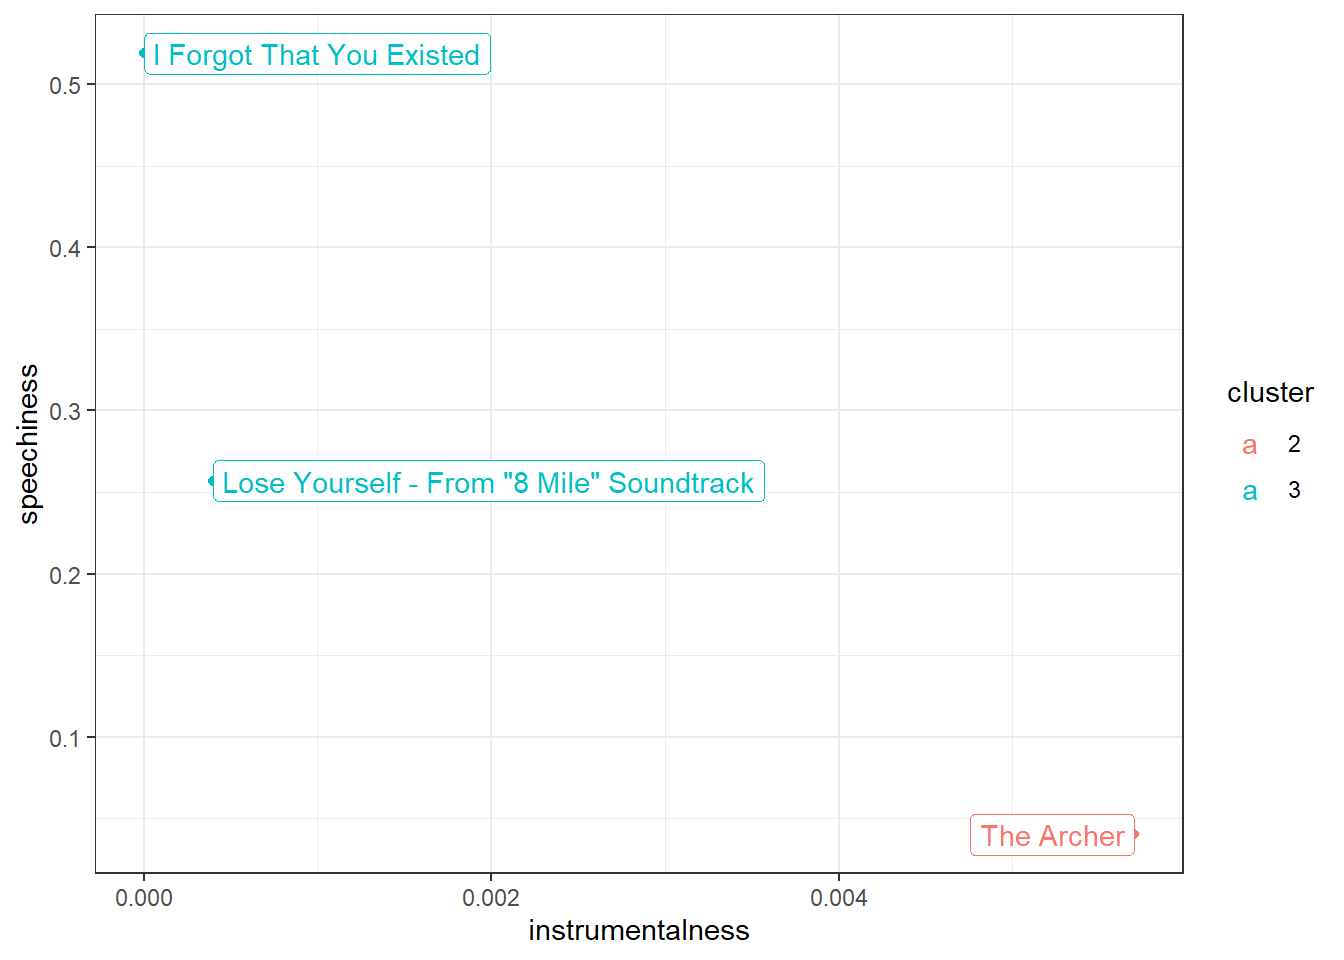 I Forgot That You Existed
0.5
0.4
0.3
Lose Yourself - From "8 Mile" Soundtrack
0.2
0.1
The Archer
speechiness
0.000
0.002
0.004
instrumentalness
cluster
a 2
a 3